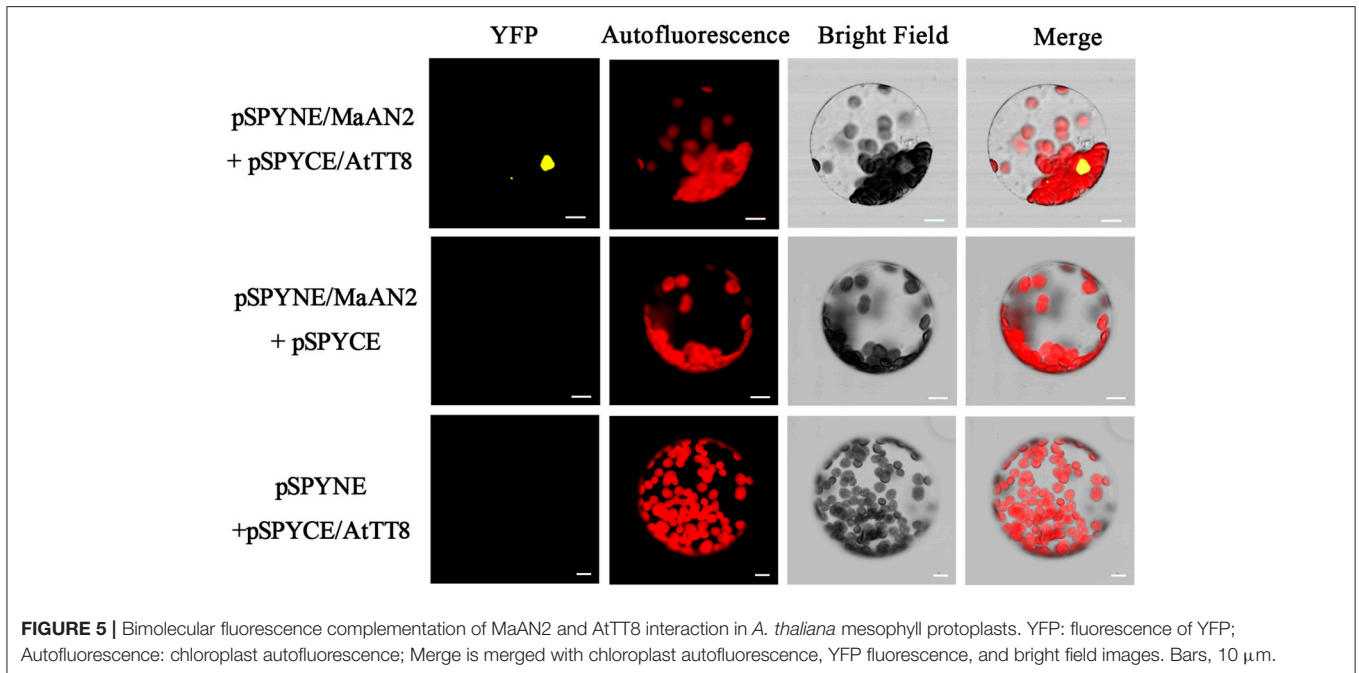 YFP Autofluorescence Bright Field Merge
pSPYNE/MaAN2
+ pSPYCE/AtTT8
pSPYNE/MaAN2
+ pSPYCE
pSPYNE
+pSPYCE/AtTT8
FIGURE 5 | Bimolecular fluorescence complementation of MaAN2 and AtTT8 interaction in A. thaliana mesophyll protoplasts. YFP: fluorescence of YFP;
Autofluorescence: chloroplast autofluorescence; Merge is merged with chloroplast autofluorescence, YFP fluorescence, and bright field images. Bars, 10 μm.